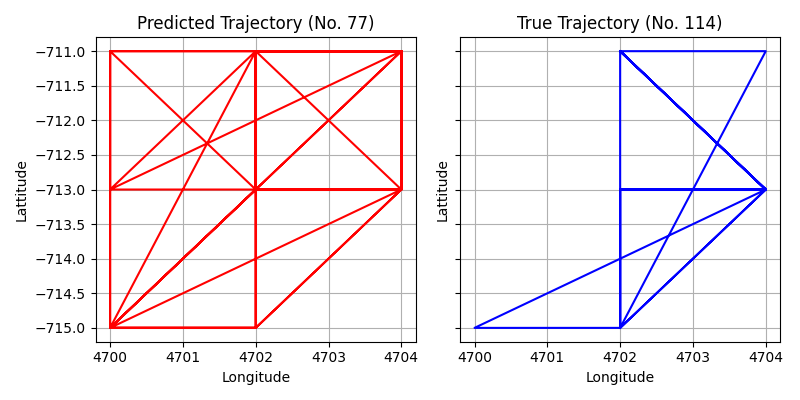 Predicted Trajectory (No. 77)
True Trajectory (No. 114)
−711.0
−711.5
−712.0
−712.5
−713.0
−713.5
−714.0
−714.5
−715.0
Lattitude
Lattitude
4700 4701 4702 4703 4704
4700 4701 4702 4703 4704
Longitude
Longitude